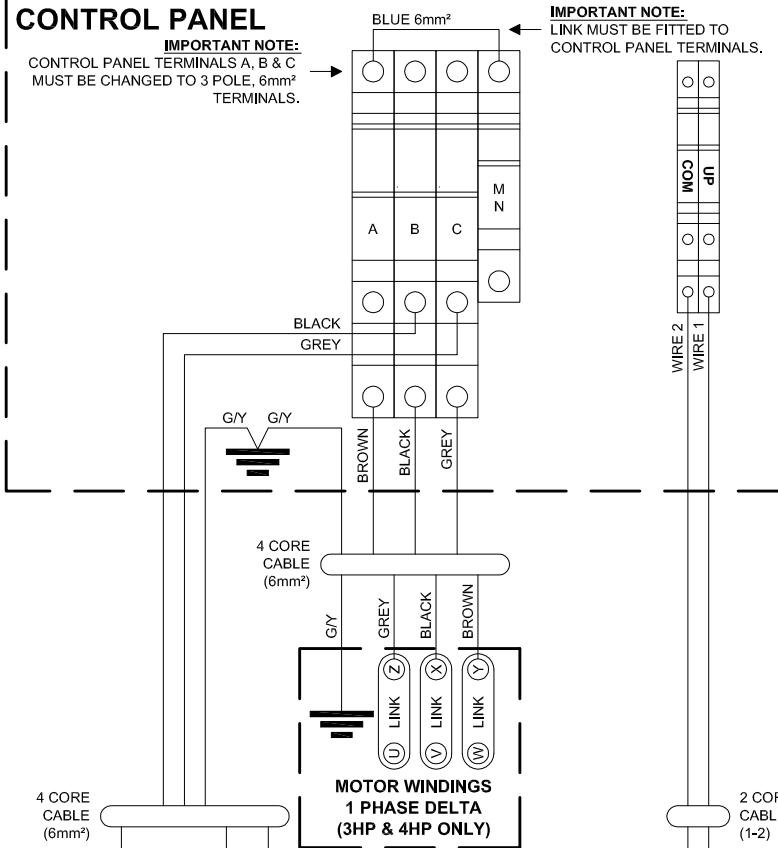 CONTROL PANEL
IMPORTANT NOTE:
CONTROL PANEL TERMINALS A, B & C
MUST BE CHANGED TO 3 POLE, 6mm²
TERMINALS.
BLUE 6mm²
IMPORTANT NOTE:
LINK MUST BE FITTED TO
CONTROL PANEL TERMINALS.
A
B
C
M
N
COM
UP
BLACK
GREY
WIRE 2
WIRE 1
G/Y
G/Y
BROWN
BLACK
GREY
4 CORE
CABLE
(6mm²)
G/Y
GREY
BLACK
BROWN
Z
X
Y
LINK
LINK
LINK
U
V
W
MOTOR WINDINGS
1 PHASE DELTA
(3HP & 4HP ONLY)
4 CORE
CABLE
(6mm²)
2 COR
CABL
(1-2)